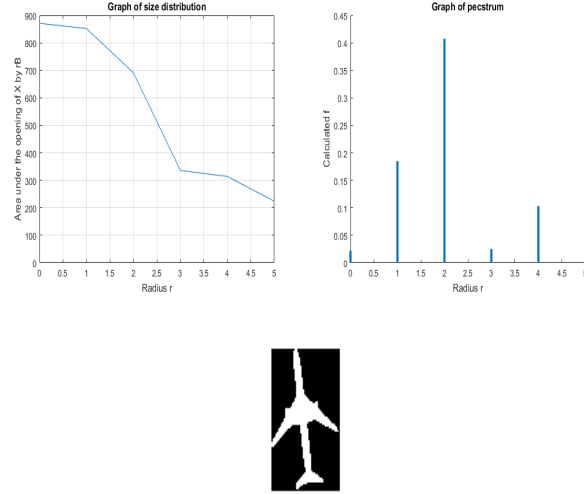 Graph of size distribution
Area under the opening of X by rB
900
800
700
600
500
400
300
200
100
0
0 0.5 1 1.5 2 2.5 3 3.5 4 4.5 5
Radius r
Graph of pecstrum
Calculated f
0.45
0.4
0.35
0.3
0.25
0.2
0.15
0.1
0.05
0
0 0.5 1 1.5 2 2.5 3 3.5 4 4.5
Radius r